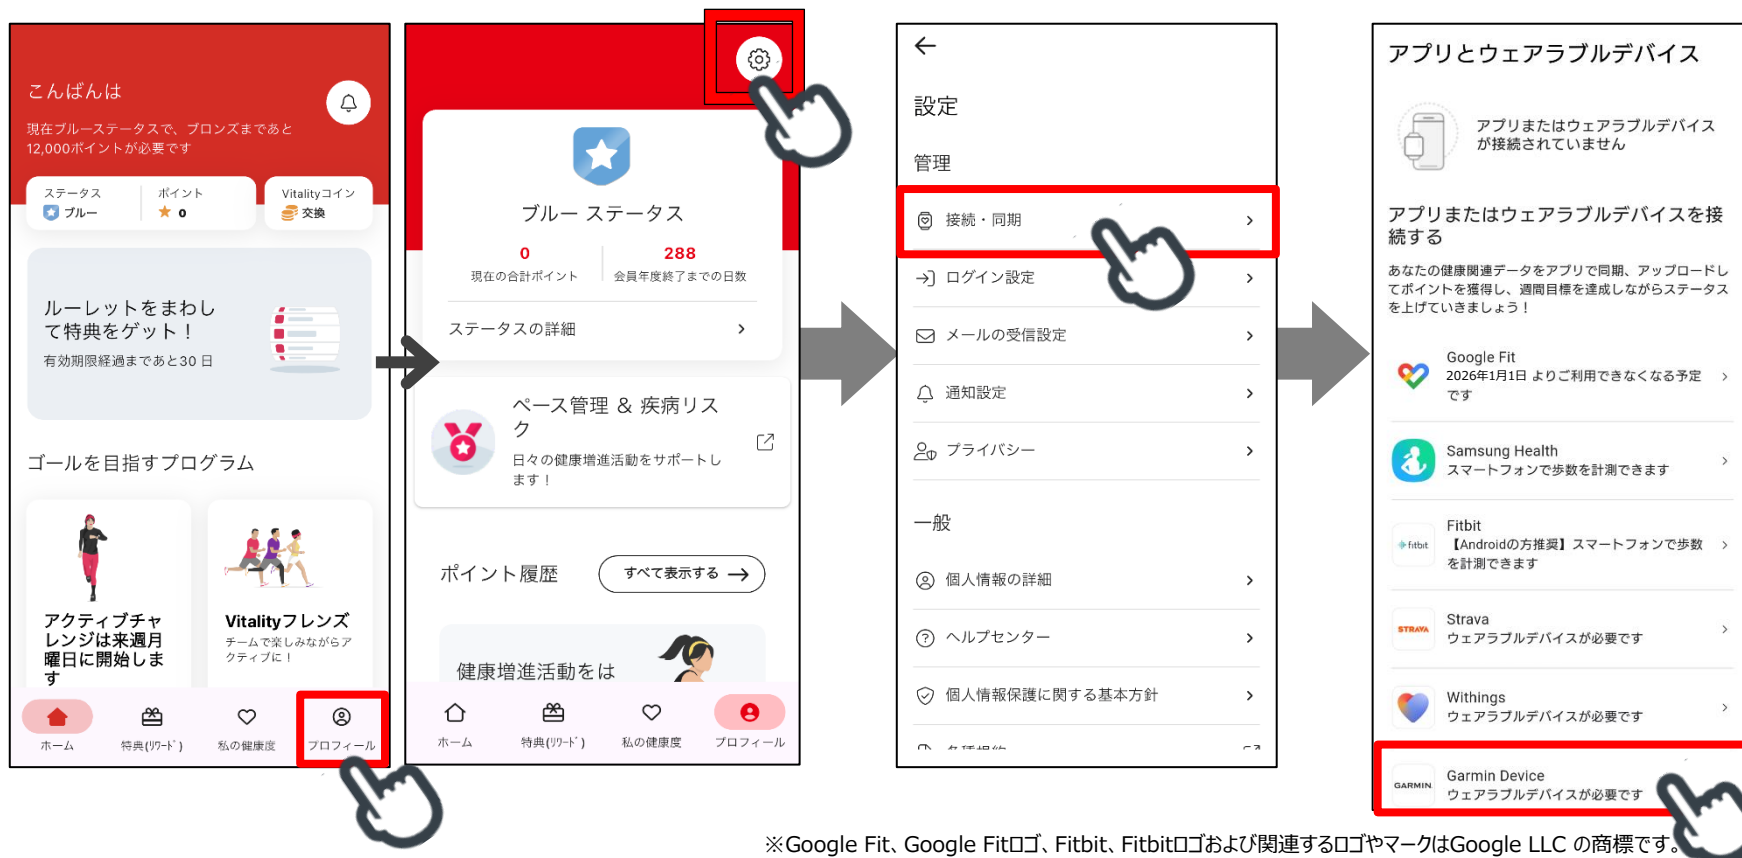 こんばんは
現在ブルーステータスで、ブロンズまであと
12,000ポイントが必要です
ステータス
ブルー
ポイント
0
Vitalityコイン
交換
ルーレットをまわし
て特典をゲット！
有効期限経過まであと30 日
ゴールを目指すプログラム
アクティブチャ
レンジは来週月
曜日に開始しま
す
Vitalityフレンズ
チームで楽しみながらア
クティブに！
ホーム
特典(ﾘﾜｰﾄﾞ)
私の健康度
プロフィール
ブルー ステータス
0
現在の合計ポイント
288
会員年度終了までの日数
ステータスの詳細
ペース管理 ＆ 疾病リス
ク
日々の健康増進活動をサポートし
ます！
ポイント履歴
すべて表示する
健康増進活動をは
ホーム
特典(ﾘﾜｰﾄﾞ)
私の健康度
プロフィール
設定
管理
接続・同期
ログイン設定
メールの受信設定
通知設定
プライバシー
一般
個人情報の詳細
ヘルプセンター
個人情報保護に関する基本方針
アプリとウェアラブルデバイス
アプリまたはウェアラブルデバイス
が接続されていません
アプリまたはウェアラブルデバイスを接
続する
あなたの健康関連データをアプリで同期、アップロードし
てポイントを獲得し、週間目標を達成しながらステータス
を上げていきましょう！
Google Fit
2026年1月1日 よりご利用できなくなる予定
です
Samsung Health
スマートフォンで歩数を計測できます
fitbit
Fitbit
【Androidの方推奨】スマートフォンで歩数
を計測できます
STRAVA
Strava
ウェアラブルデバイスが必要です
Withings
ウェアラブルデバイスが必要です
GARMIN
Garmin Device
ウェアラブルデバイスが必要です
※Google Fit、Google Fitロゴ、Fitbit、Fitbitロゴおよび関連するロゴやマークはGoogle LLC の商標です。